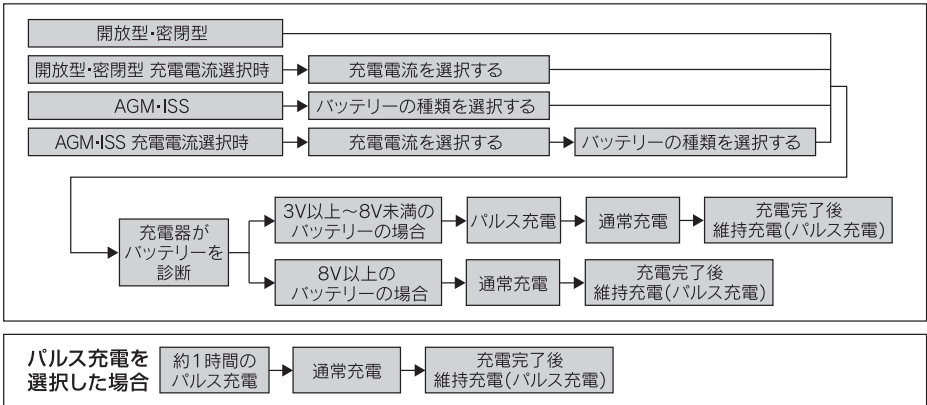 開放型・密閉型
開放型・密閉型 充電電流選択時
充電電流を選択する
AGM・ISS
バッテリーの種類を選択する
AGM・ISS 充電電流選択時
充電電流を選択する
バッテリーの種類を選択する
充電器が
バッテリーを
診断
3V以上～8V未満の
バッテリーの場合
パルス充電
通常充電
充電完了後
維持充電(パルス充電)
8V以上の
バッテリーの場合
通常充電
充電完了後
維持充電(パルス充電)
パルス充電を
選択した場合
約1時間の
パルス充電
通常充電
充電完了後
維持充電(パルス充電)